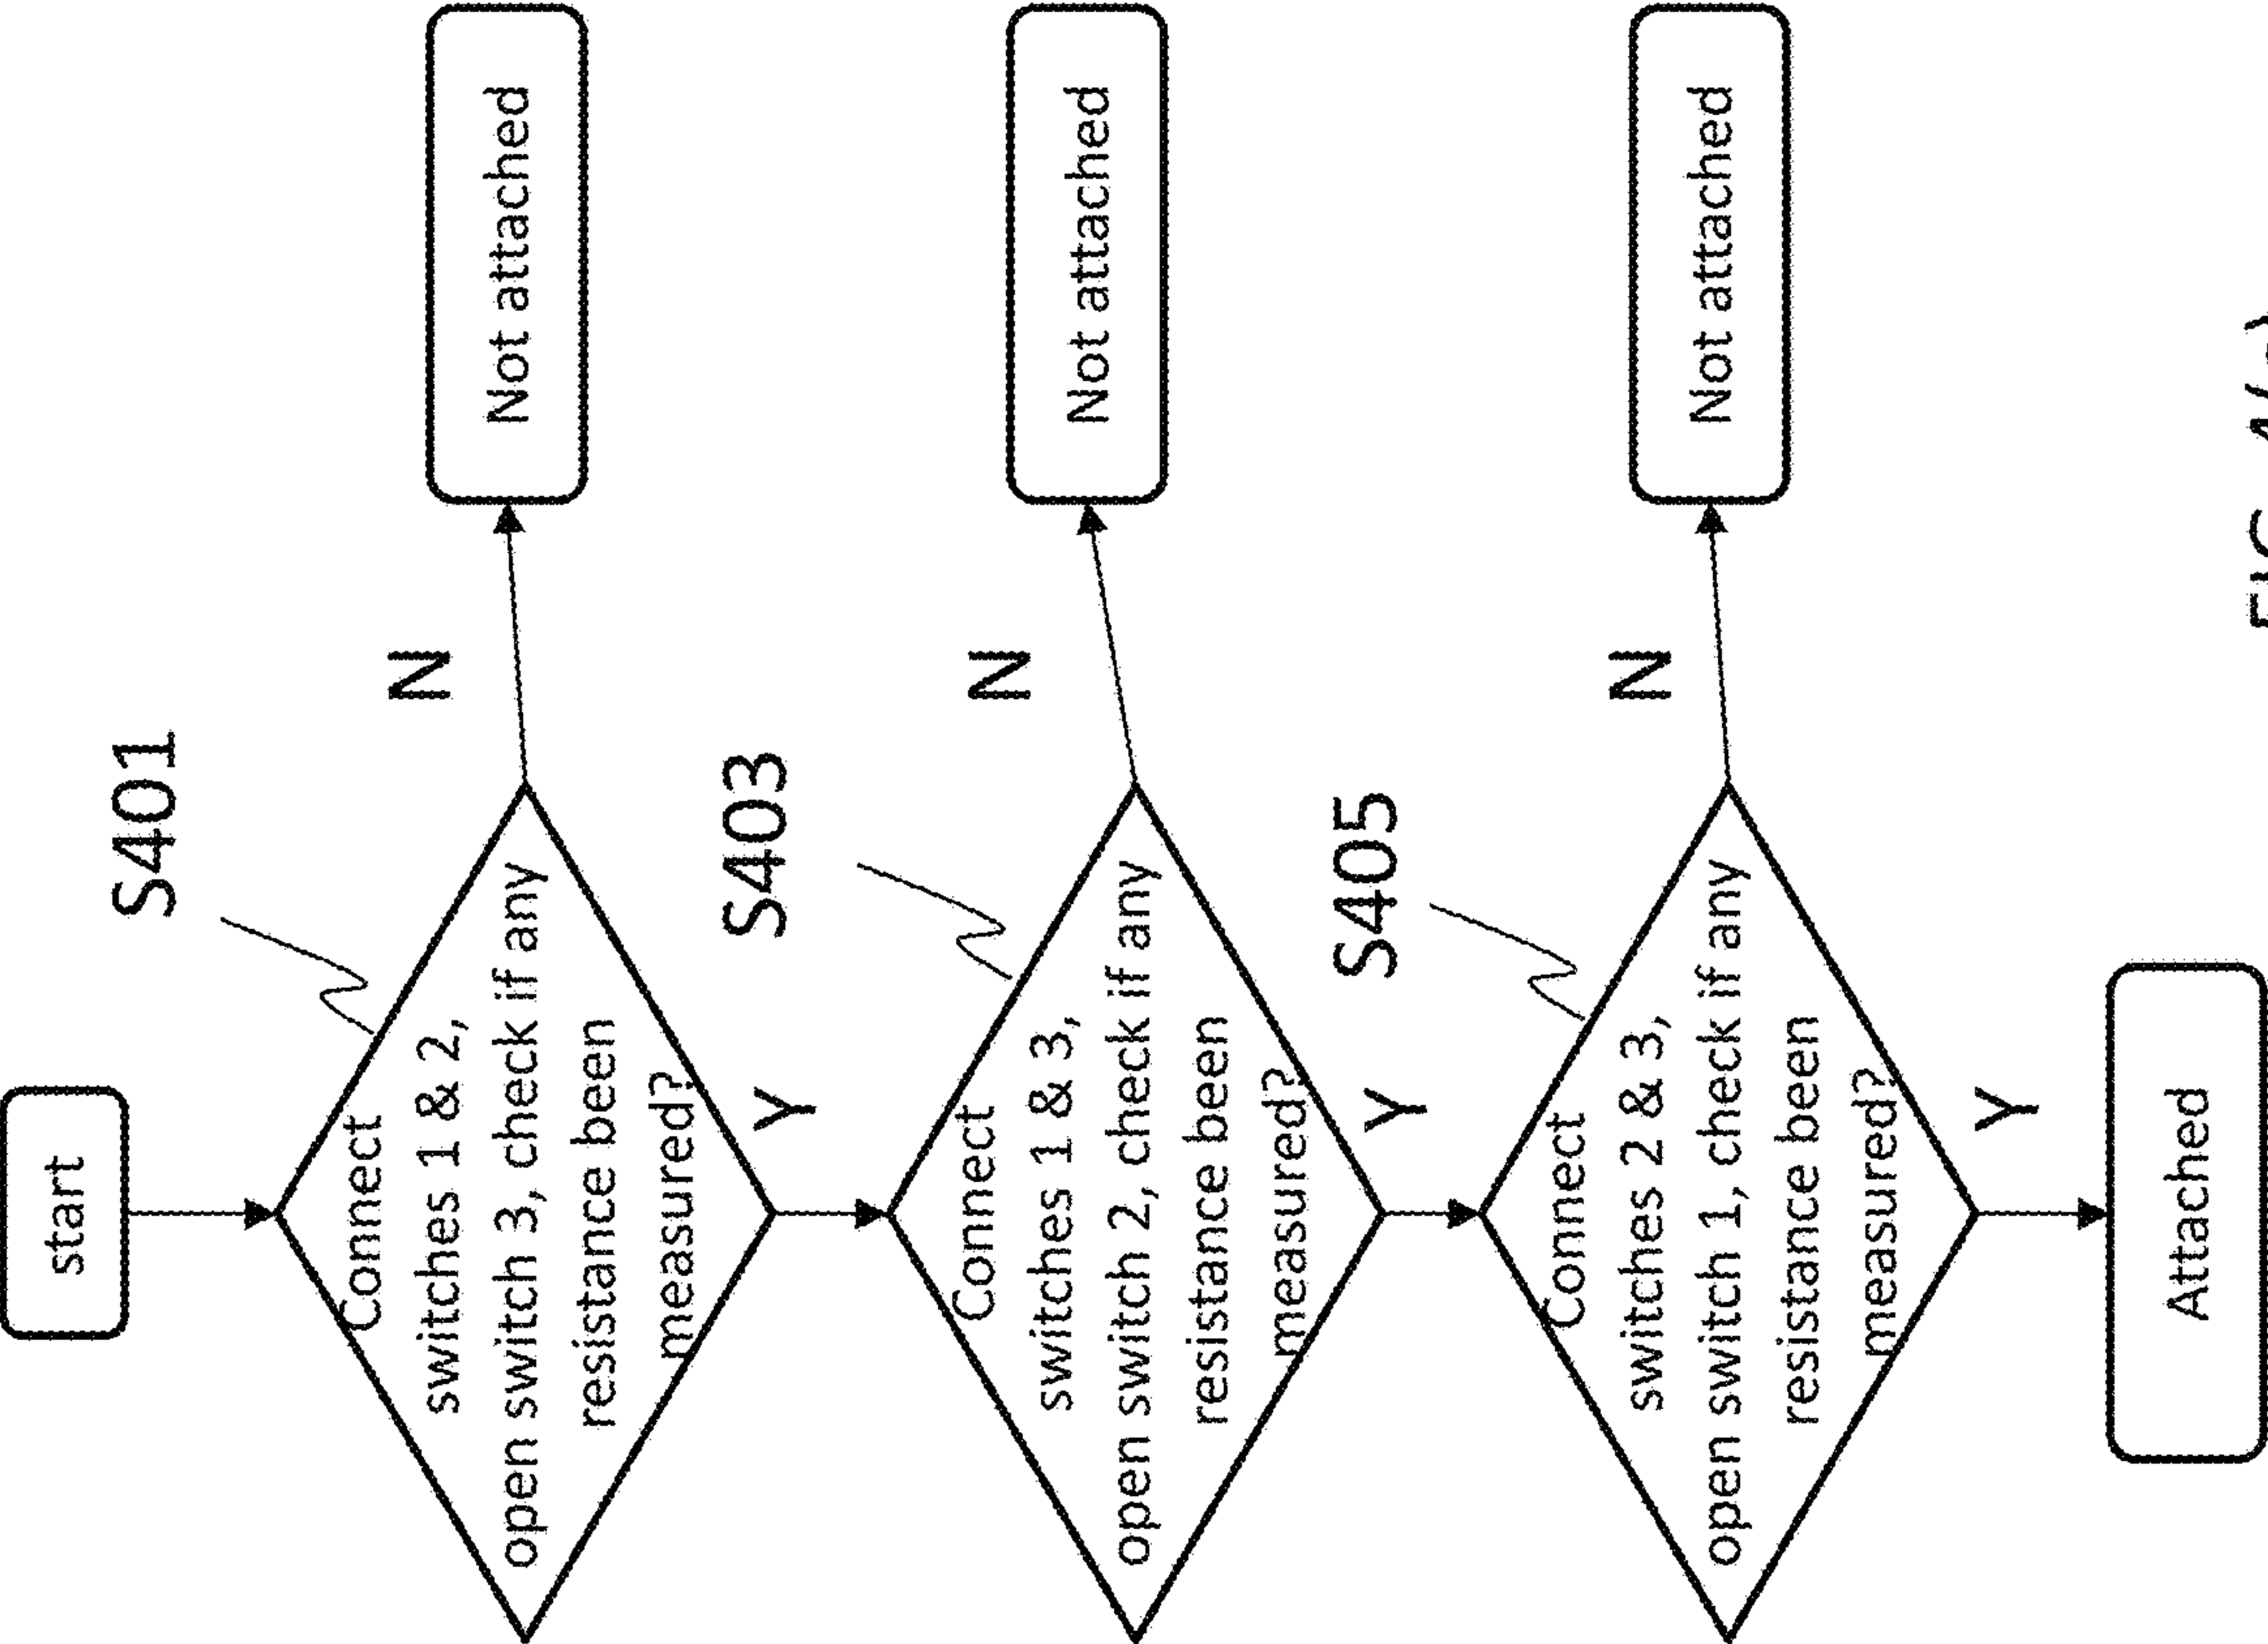 start
S401
Connect
switches 1 & 2,
open switch 3, check if any
resistance been
measured?
N
Not attached
Y
S403
Connect
switches 1 & 3,
open switch 2, check if any
resistance been
measured?
N
Not attached
Y
S405
Connect
switches 2 & 3,
open switch 1, check if any
resistance been
measured?
N
Not attached
Y
Attached